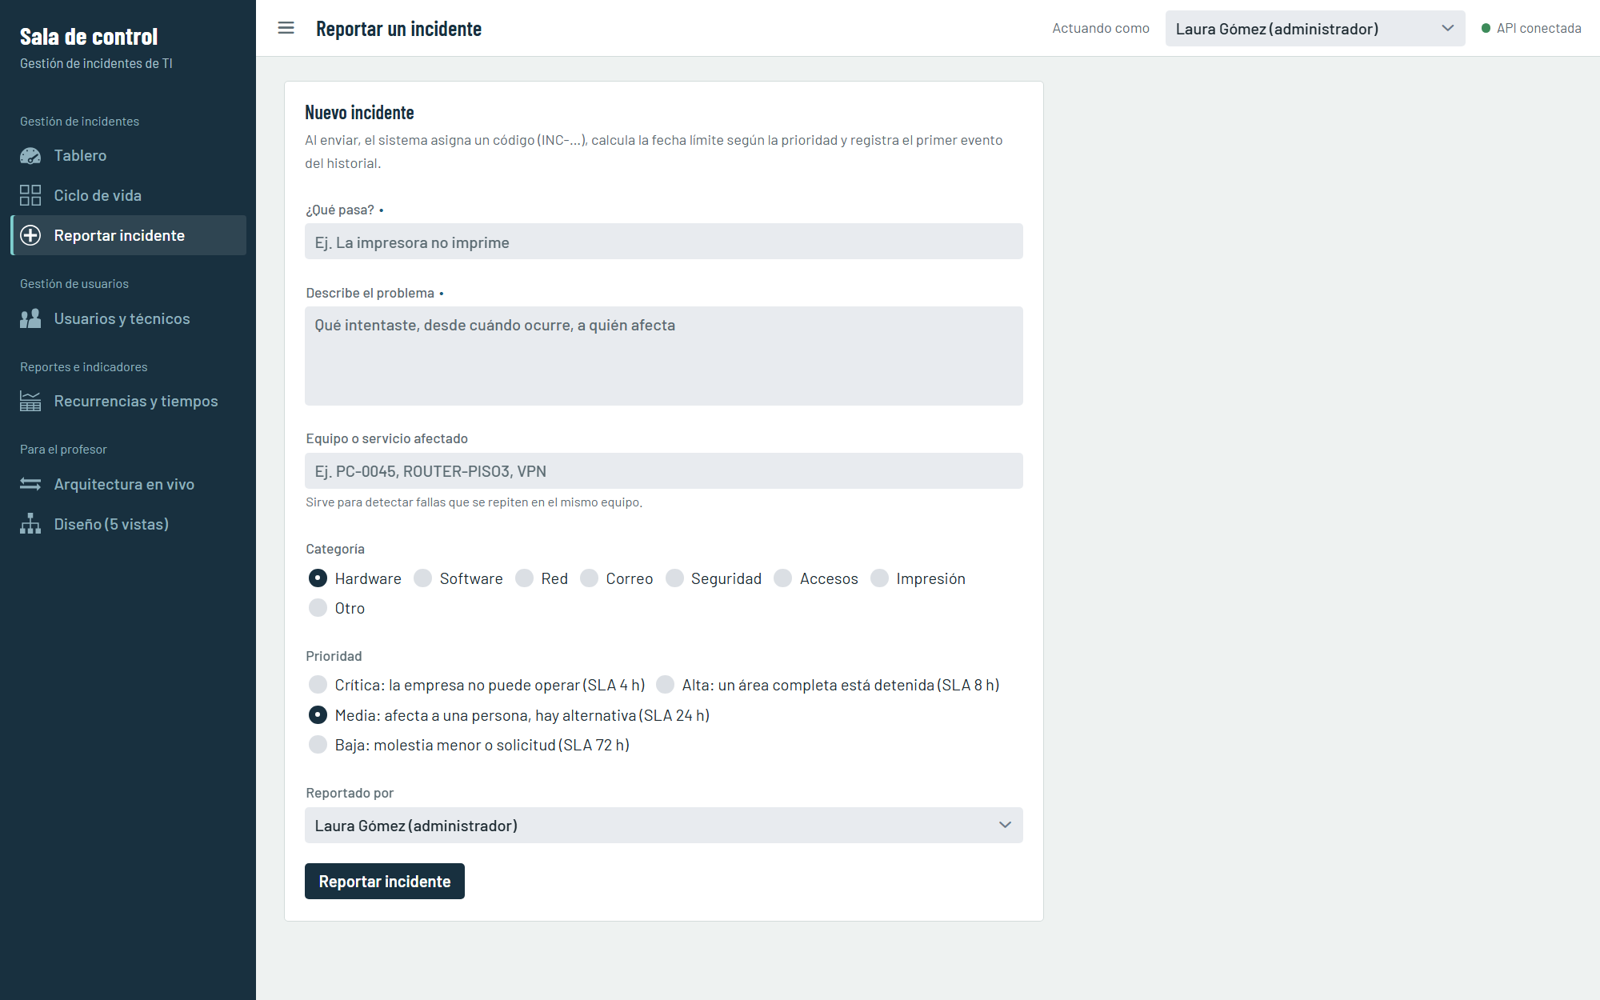 Sala de control
Gestión de incidentes de TI
Gestión de incidentes
Tablero
Ciclo de vida
Reportar incidente
Gestión de usuarios
Usuarios y técnicos
Reportes e indicadores
Recurrencias y tiempos
Para el profesor
Arquitectura en vivo
Diseño (5 vistas)
Reportar un incidente
Actuando como
Laura Gómez (administrador)
API conectada
Nuevo incidente
Al enviar, el sistema asigna un código (INC-...), calcula la fecha límite según la prioridad y registra el primer evento
del historial.
¿Qué pasa? •
Ej. La impresora no imprime
Describe el problema •
Qué intentaste, desde cuándo ocurre, a quién afecta
Equipo o servicio afectado
Ej. PC-0045, ROUTER-PISO3, VPN
Sirve para detectar fallas que se repiten en el mismo equipo.
Categoría
Hardware Software Red Correo Seguridad Accesos Impresión
Otro
Prioridad
Crítica: la empresa no puede operar (SLA 4 h) Alta: un área completa está detenida (SLA 8 h)
Media: afecta a una persona, hay alternativa (SLA 24 h)
Baja: molestia menor o solicitud (SLA 72 h)
Reportado por
Laura Gómez (administrador)
Reportar incidente